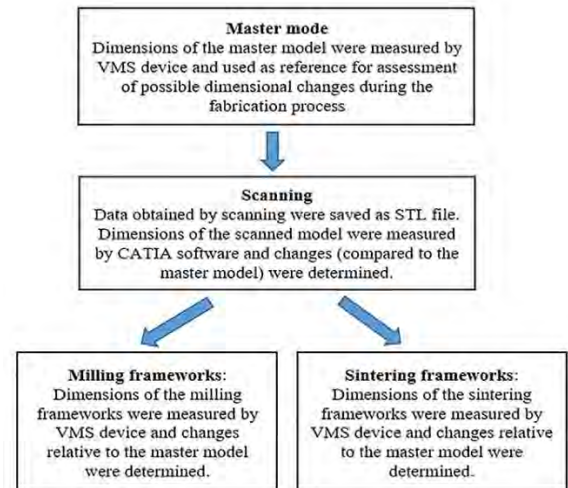 Master mode
Dimensions of the master model were measured by
VMS device and used as reference for assessment
of possible dimensional changes during the
fabrication process
Scanning
Data obtained by scanning were saved as STL file.
Dimensions of the scanned model were measured
by CATIA software and changes (compared to the
master model) were determined.
Milling frameworks:
Dimensions of the milling
frameworks were measured by
VMS device and changes
relative to the master model
were determined.
Sintering frameworks:
Dimensions of the sintering
frameworks were measured by
VMS device and changes relative
to the master model were
determined.